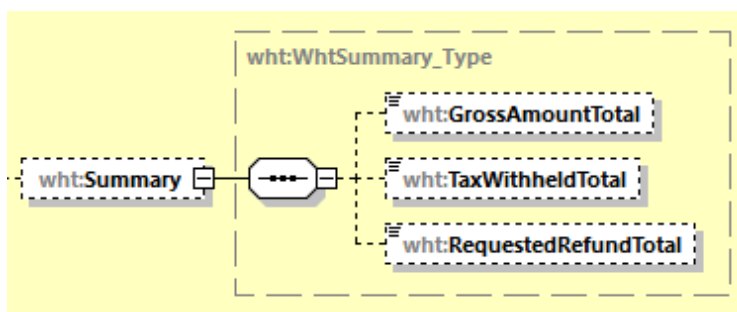 wht:WhtSummary_Type
wht:GrossAmountTotal
wht:Summary
wht:TaxWithheldTotal
wht:RequestedRefundTotal